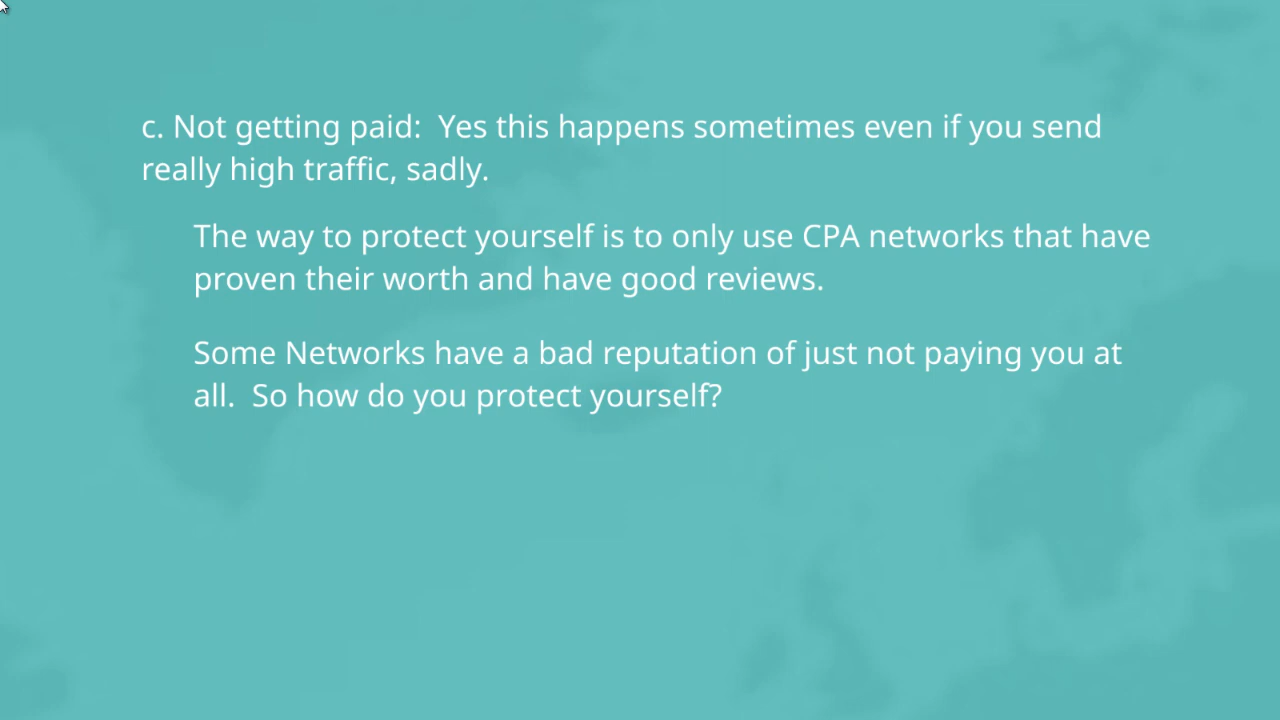 c. Not getting paid:  Yes this happens sometimes even if you send
really high traffic, sadly.
The way to protect yourself is to only use CPA networks that have
proven their worth and have good reviews.
Some Networks have a bad reputation of just not paying you at
all.  So how do you protect yourself?